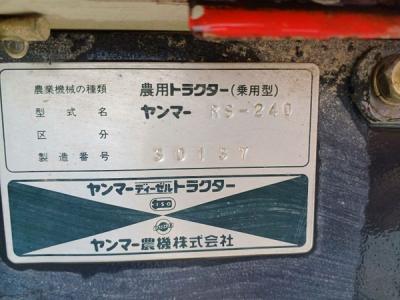 農業機械の種類 農用トラクター(乗用型)
型式名 ヤンマー RS-240
区分
製造番号 30137
ヤンマーディーゼルトラクター
ヤンマー農機株式会社